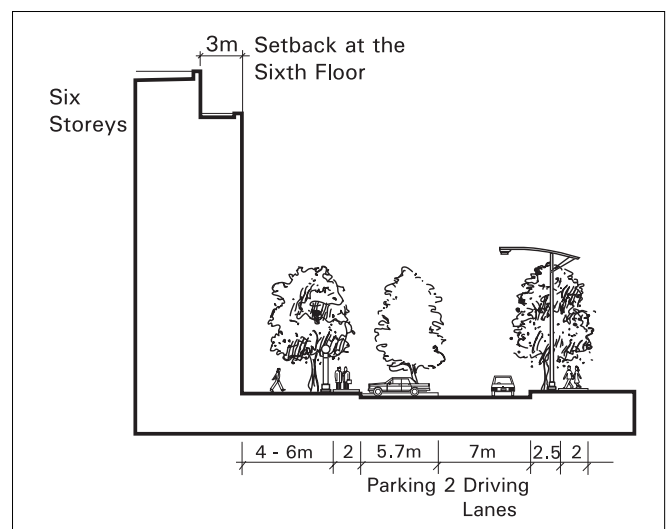 3m Setback at the
Sixth Floor
Six
Storeys
4 - 6m 2 5.7m 7m 2.5 2
Parking 2 Driving
Lanes